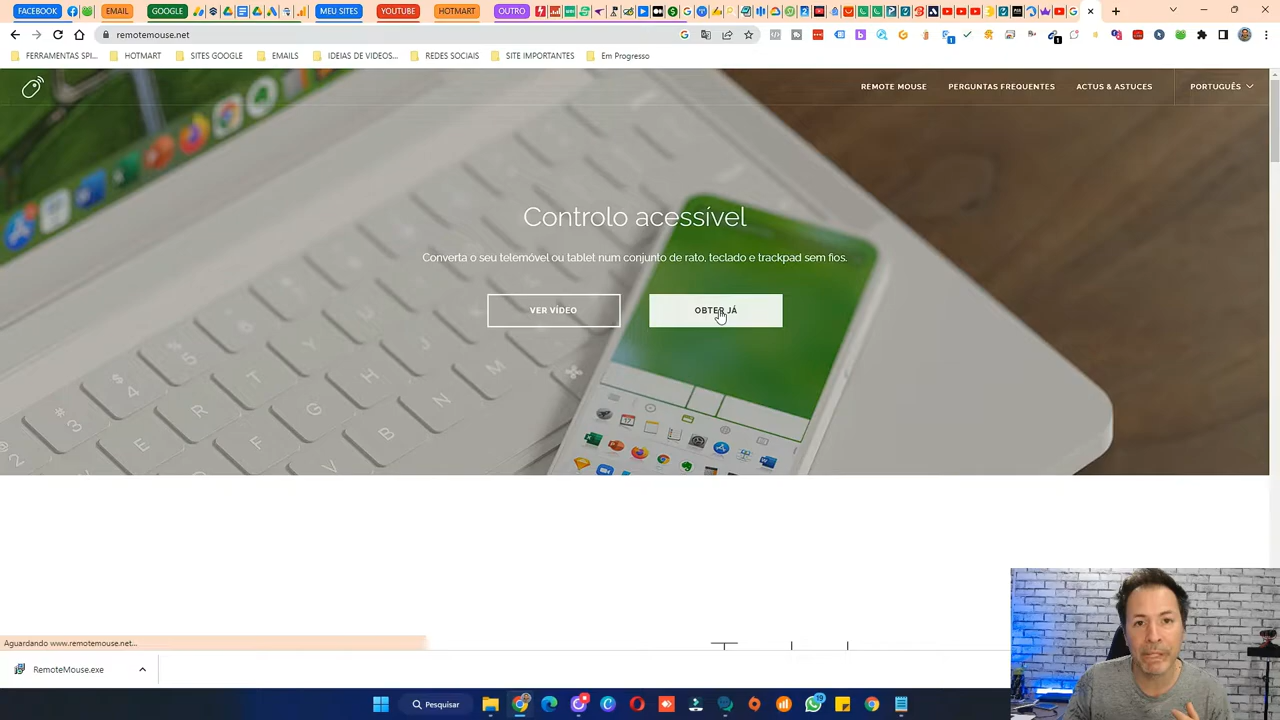 FACEBOOK EMAIL GOOGLE MEU SITES YOUTUBE HOTMART OUTRO
remotemouse.net
FERRAMENTAS SPI... HOTMART SITES GOOGLE EMAILS IDEIAS DE VIDEOS... REDES SOCIAIS SITE IMPORTANTES Em Progresso
REMOTE MOUSE PERGUNTAS FREQUENTES ACTUS & ASTUCES PORTUGUÊS
Controlo acessível
Converta o seu telemóvel ou tablet num conjunto de rato, teclado e trackpad sem fios.
VER VÍDEO OBTER JÁ
Aguardando www.remotemouse.net...
RemoteMouse.exe
Pesquisar